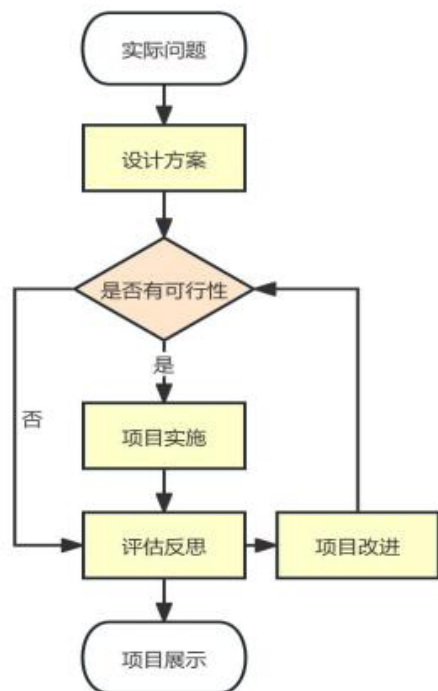 实际问题
设计方案
是否有可行性
是
否
项目实施
评估反思
项目改进
项目展示